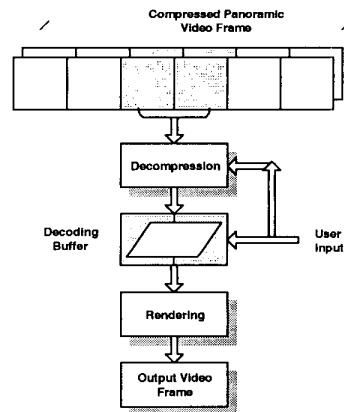 Compressed Panoramic
Video Frame
Decompression
Decoding
Buffer
User
Input
Rendering
Output Video
Frame